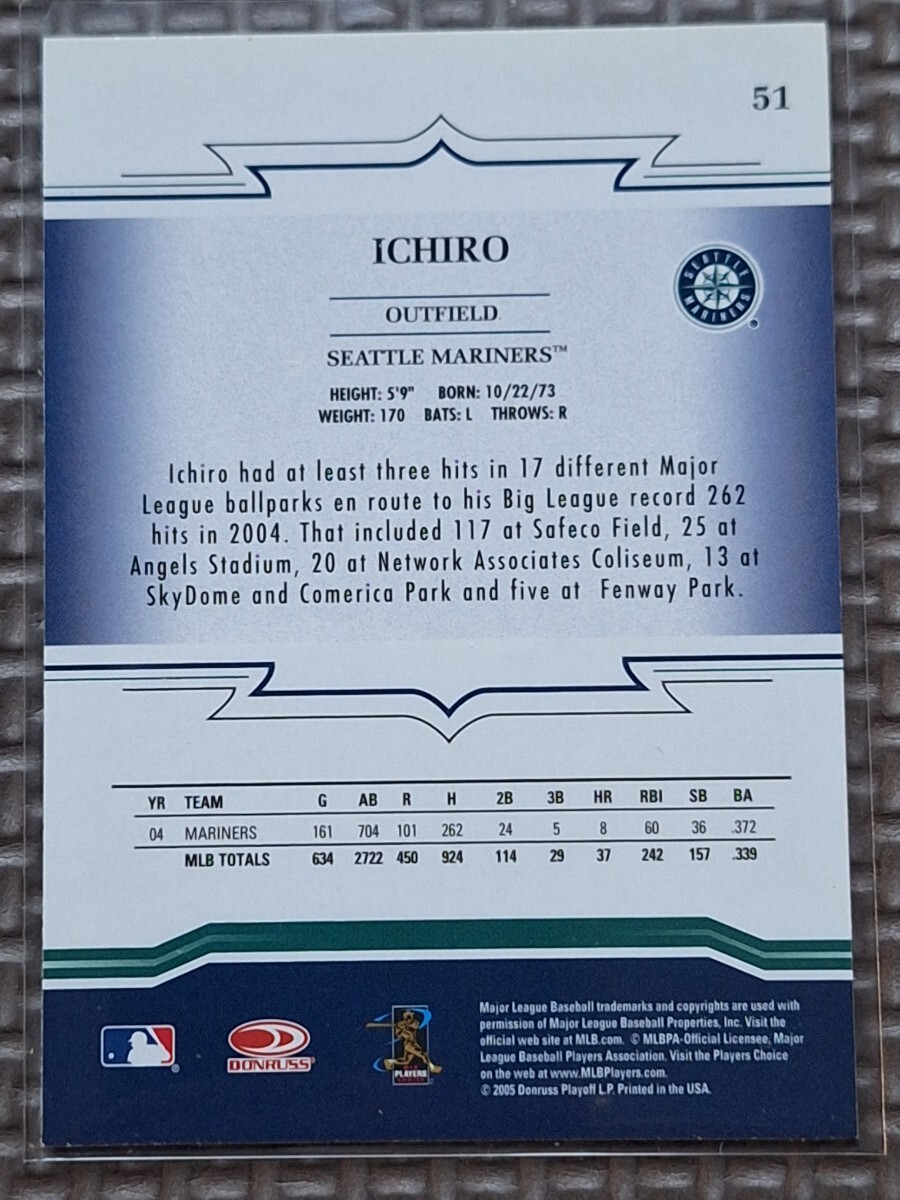 51
ICHIRO
SEATTLE
MARINERS
OUTFIELD
SEATTLE MARINERS™
HEIGHT: 5'9" BORN: 10/22/73
WEIGHT: 170 BATS: L THROWS: R
Ichiro had at least three hits in 17 different Major
League ballparks en route to his Big League record 262
hits in 2004. That included 117 at Safeco Field, 25 at
Angels Stadium, 20 at Network Associates Coliseum, 13 at
SkyDome and Comerica Park and five at Fenway Park.
YR TEAM G AB R H 2B 3B HR RBI SB BA
04 MARINERS 161 704 101 262 24 5 8 60 36 .372
MLB TOTALS 634 2722 450 924 114 29 37 242 157 .339
DONRUSS
PLAYERS
Major League Baseball trademarks and copyrights are used with
permission of Major League Baseball Properties, Inc. Visit the
official web site at MLB.com. © MLBPA-Official Licensee, Major
League Baseball Players Association. Visit the Players Choice
on the web at www.MLBPlayers.com.
© 2005 Donruss Playoff L.P. Printed in the USA.